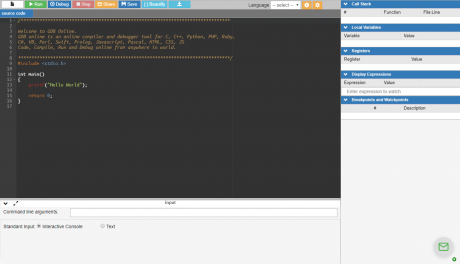 Run Debug Stop Share Save {} Beautify
Language -- select --
source code
1 /******************************************************************************
2
3 Welcome to GDB Online.
4 GDB online is an online compiler and debugger tool for C, C++, Python, PHP, Ruby,
5 C#, VB, Perl, Swift, Prolog, Javascript, Pascal, HTML, CSS, JS
6 Code, Compile, Run and Debug online from anywhere in world.
7
8 *******************************************************************************/
9 #include <stdio.h>
10
11 int main()
12 {
13 printf("Hello World");
14
15 return 0;
16 }
17
input
Command line arguments:
Standard Input: Interactive Console Text
Call Stack
# Function File:Line
Local Variables
Variable Value
Registers
Register Value
Display Expressions
Expression Value
Enter expression to watch
Breakpoints and Watchpoints
# Description